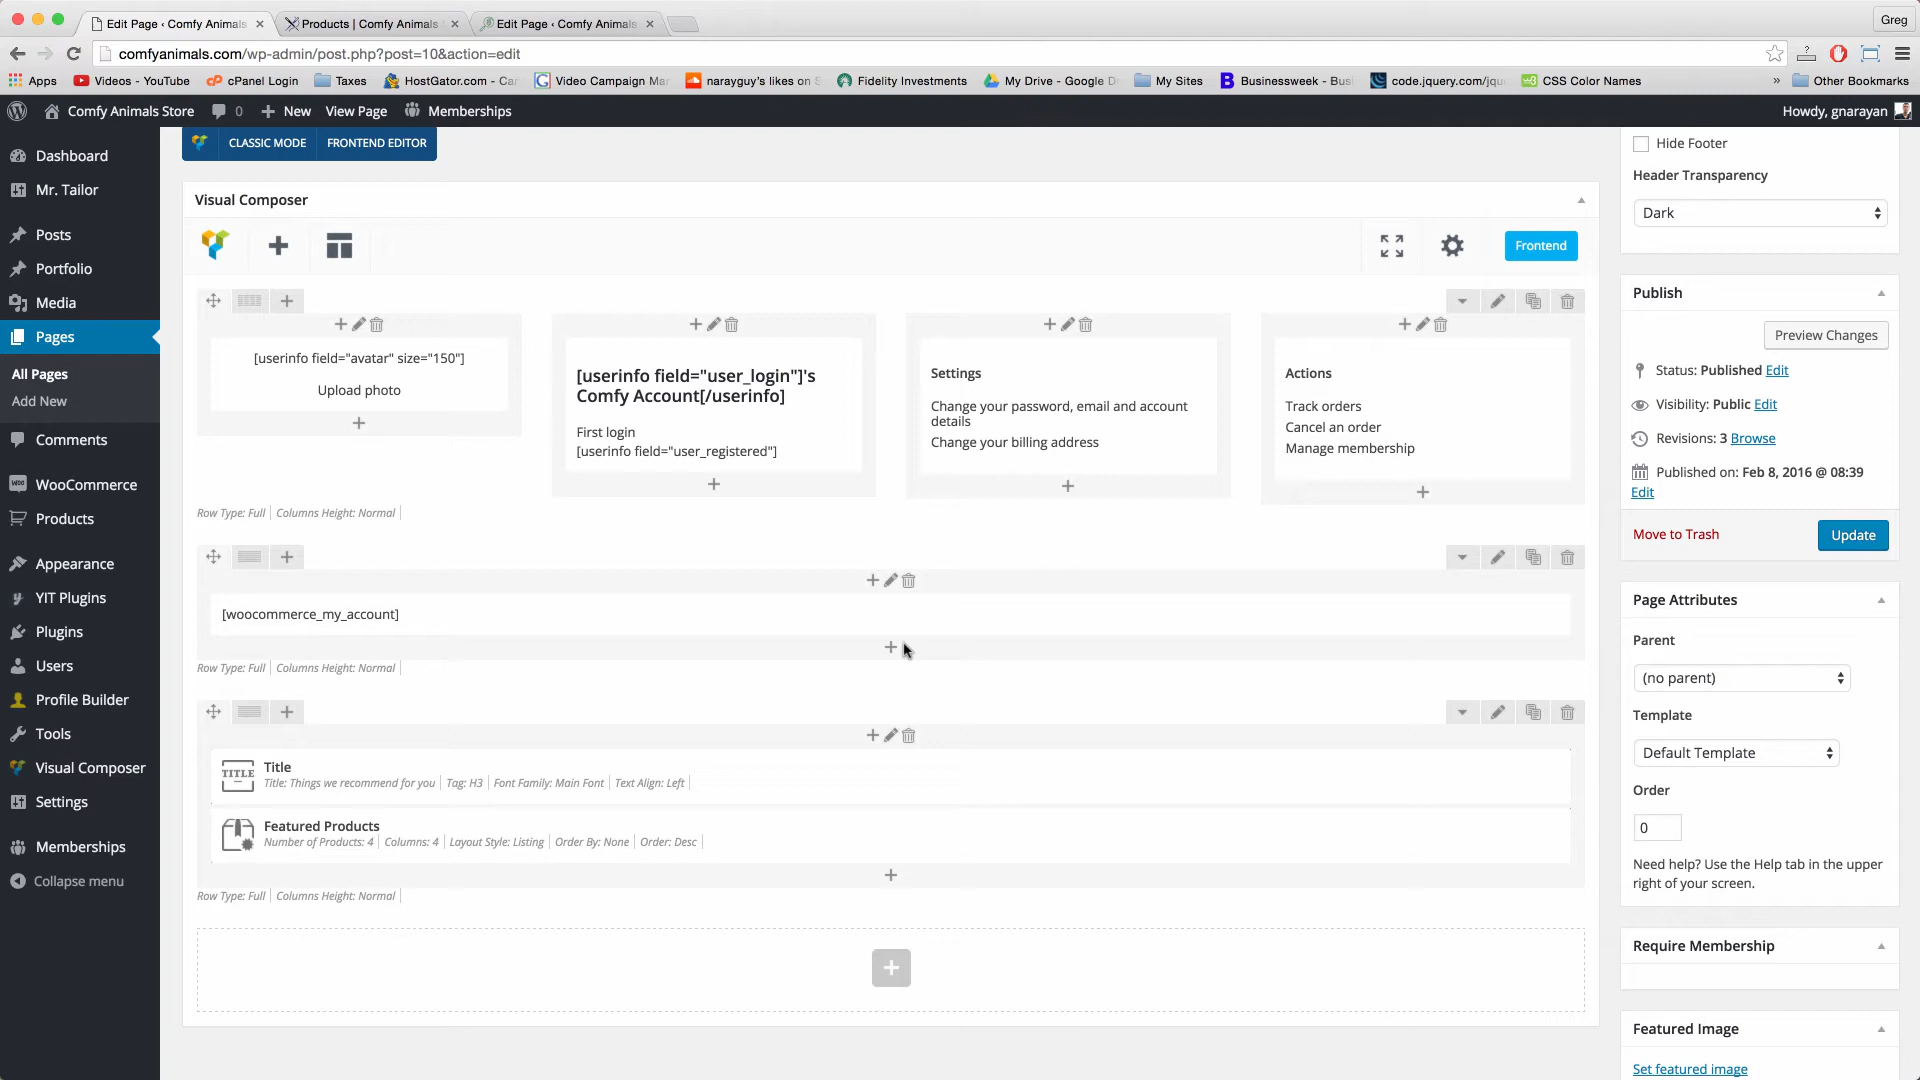 Edit Page ‹ Comfy Animals
Products | Comfy Animals
Edit Page ‹ Comfy Animals
Greg
comfyanimals.com/wp-admin/post.php?post=10&action=edit
Apps
Videos - YouTube
cPanel Login
Taxes
HostGator.com - Ca
Video Campaign Ma
narayguy's likes on S
Fidelity Investments
My Drive - Google D
My Sites
Businessweek - Bus
code.jquery.com/jqu
CSS Color Names
»
Other Bookmarks
Comfy Animals Store
0
New
View Page
Memberships
Howdy, gnarayan
Dashboard
Mr. Tailor
Posts
Portfolio
Media
Pages
All Pages
Add New
Comments
WooCommerce
Products
Appearance
YIT Plugins
Plugins
Users
Profile Builder
Tools
Visual Composer
Settings
Memberships
Collapse menu
CLASSIC MODE
FRONTEND EDITOR
Visual Composer
Frontend
[userinfo field="avatar" size="150"]
Upload photo
[userinfo field="user_login"]'s
Comfy Account[/userinfo]
First login
[userinfo field="user_registered"]
Settings
Change your password, email and account
details
Change your billing address
Actions
Track orders
Cancel an order
Manage membership
Row Type: Full
Columns Height: Normal
[woocommerce_my_account]
Row Type: Full
Columns Height: Normal
TITLE
Title
Title: Things we recommend for you
Tag: H3
Font Family: Main Font
Text Align: Left
Featured Products
Number of Products: 4
Columns: 4
Layout Style: Listing
Order By: None
Order: Desc
Row Type: Full
Columns Height: Normal
Hide Footer
Header Transparency
Dark
Publish
Preview Changes
Status: Published Edit
Visibility: Public Edit
Revisions: 3 Browse
Published on: Feb 8, 2016 @ 08:39
Edit
Move to Trash
Update
Page Attributes
Parent
(no parent)
Template
Default Template
Order
0
Need help? Use the Help tab in the upper
right of your screen.
Require Membership
Featured Image
Set featured image